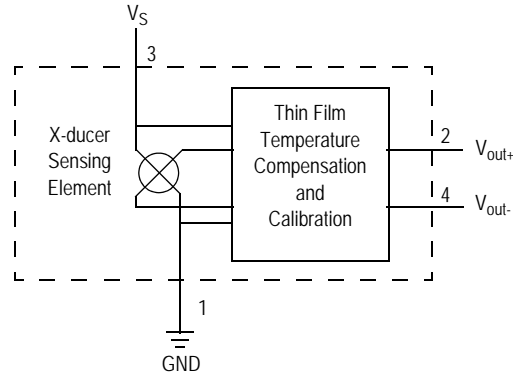 VS
3
X-ducer
Sensing
Element
Thin Film
Temperature
Compensation
and
Calibration
2
Vout+
4
Vout-
1
GND